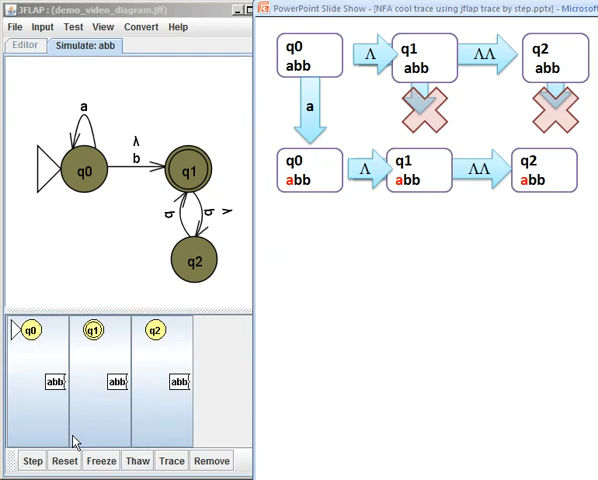 JFLAP : (demo_video_diagram.jff)
File Input Test View Convert Help
Editor Simulate: abb
a
λ
b
q0
q1
b
b
λ
q2
q0
q1
q2
abb
abb
abb
Step Reset Freeze Thaw Trace Remove
PowerPoint Slide Show - [NFA cool trace using jflap trace by step.pptx] - Microsof
q0
abb
Λ
q1
abb
ΛΛ
q2
abb
a
q0
abb
Λ
q1
abb
ΛΛ
q2
abb